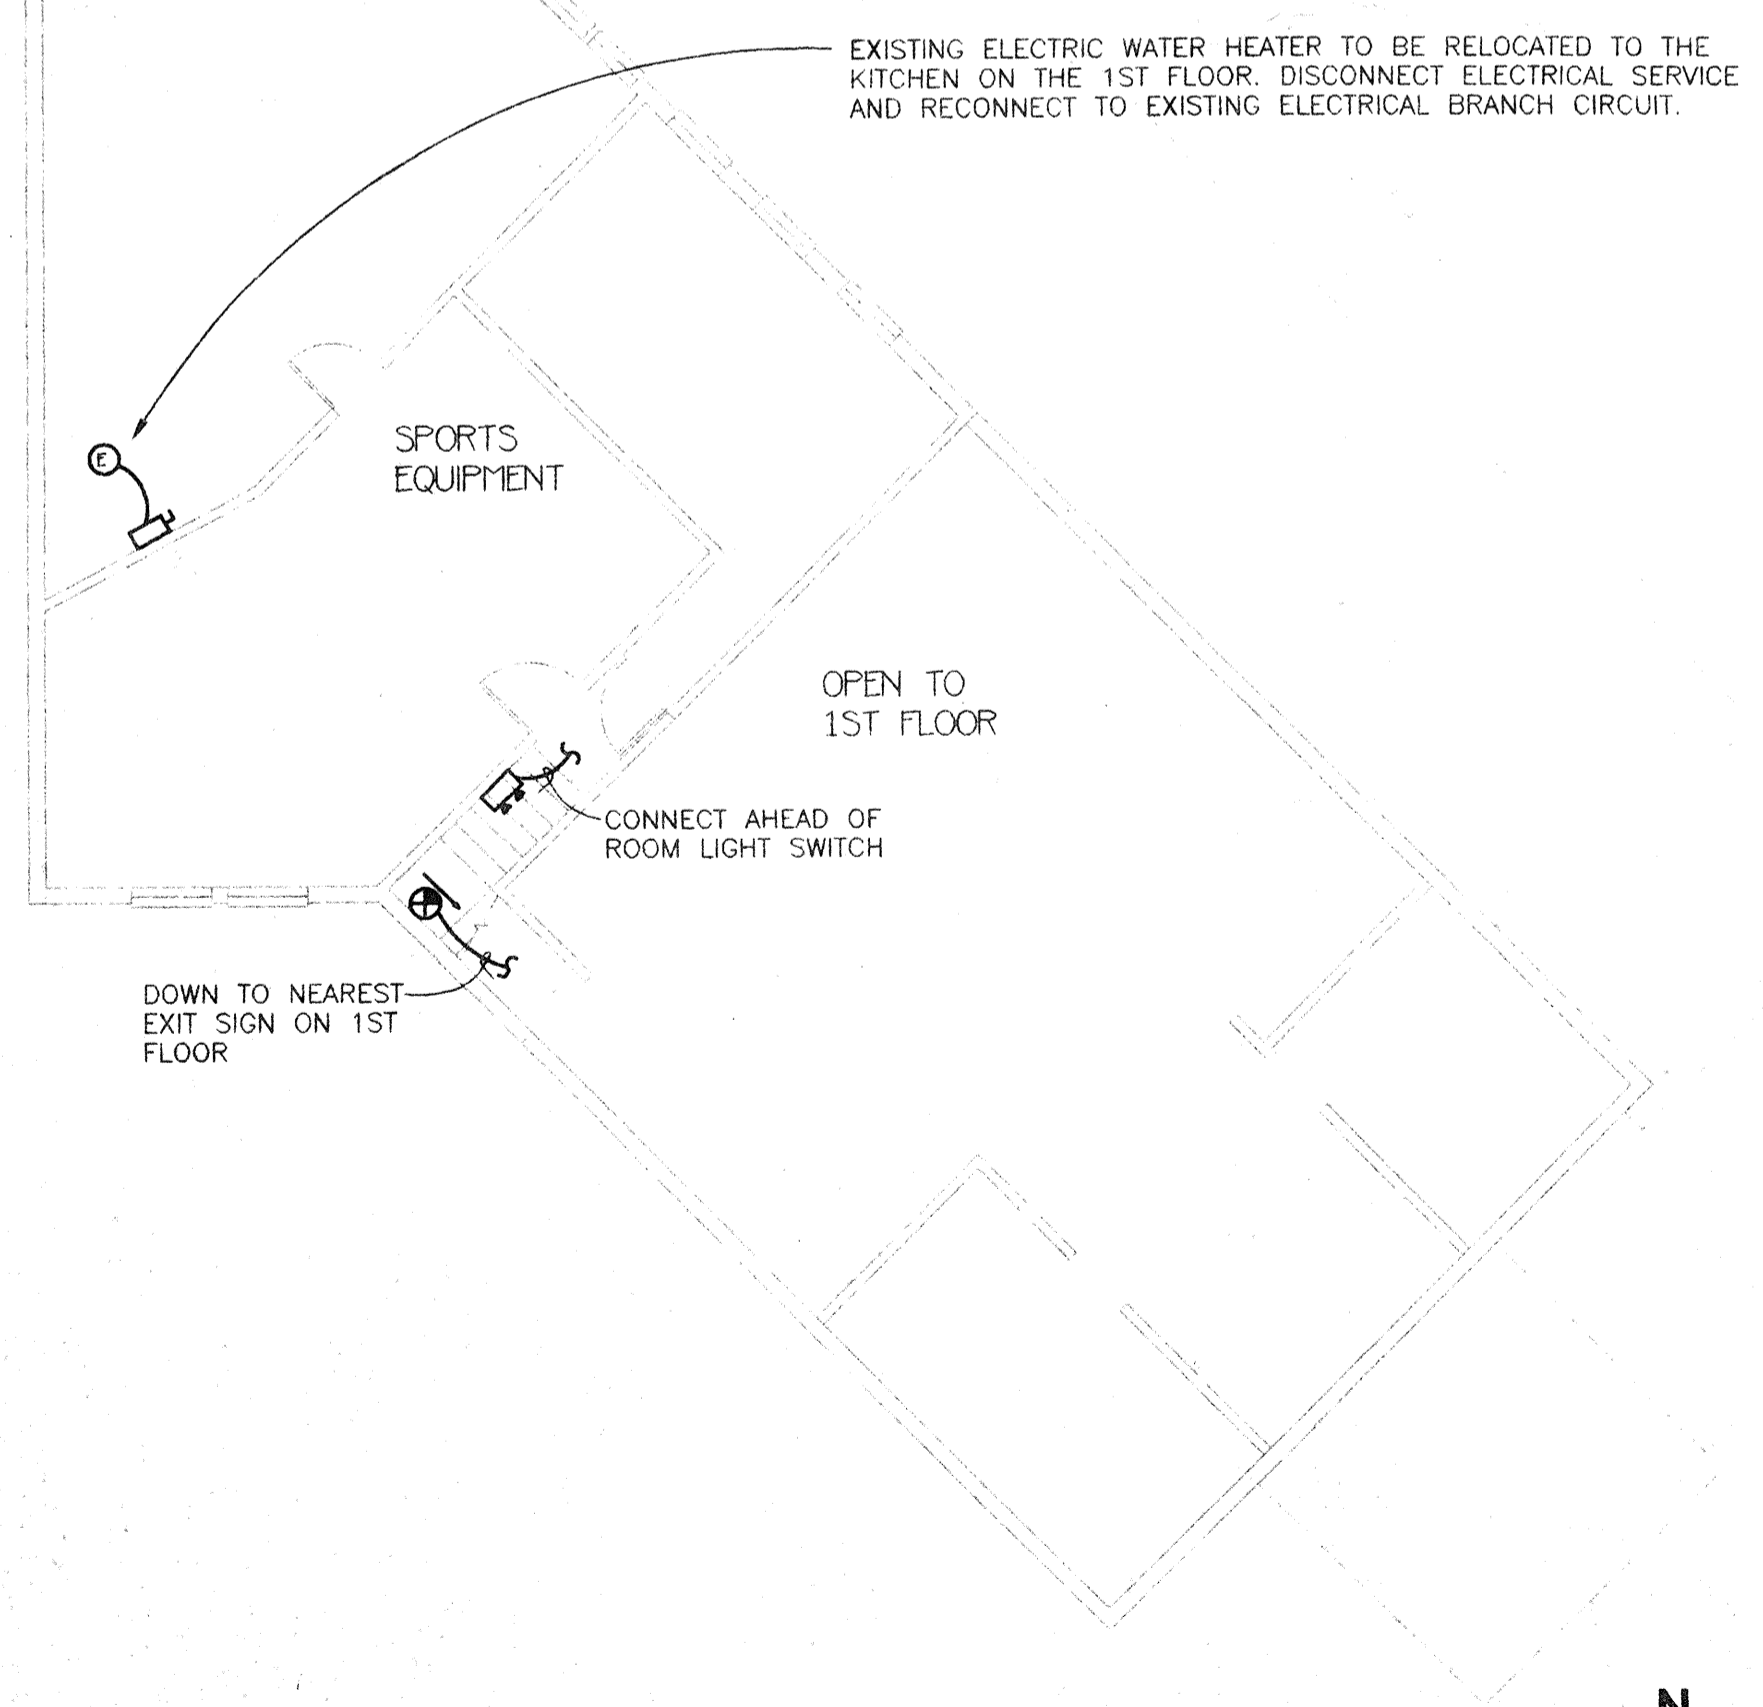 EXISTING ELECTRIC WATER HEATER TO BE RELOCATED TO THE
KITCHEN ON THE 1ST FLOOR. DISCONNECT ELECTRICAL SERVICE
AND RECONNECT TO EXISTING ELECTRICAL BRANCH CIRCUIT.
E
SPORTS
EQUIPMENT
OPEN TO
1ST FLOOR
CONNECT AHEAD OF
ROOM LIGHT SWITCH
DOWN TO NEAREST
EXIT SIGN ON 1ST
FLOOR
N